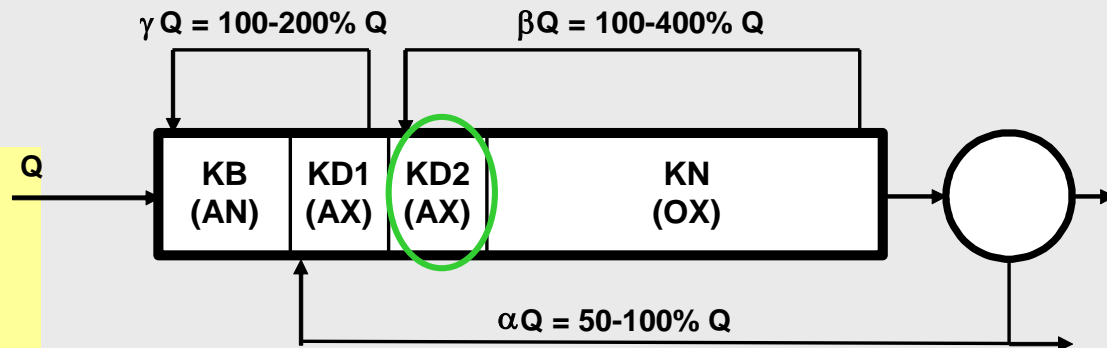 γ Q = 100-200% Q
βQ = 100-400% Q
Q
KB
(AN)
KD1
(AX)
KD2
(AX)
KN
(OX)
αQ = 50-100% Q